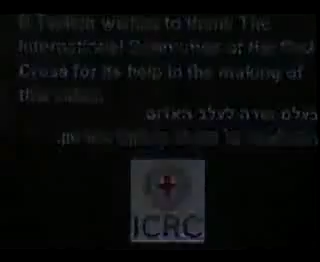 B'Tselem wishes to thank The
International Committee of the Red
Cross for its help in the making of
this video.
בצלם מודה לצלב האדום
ICRC